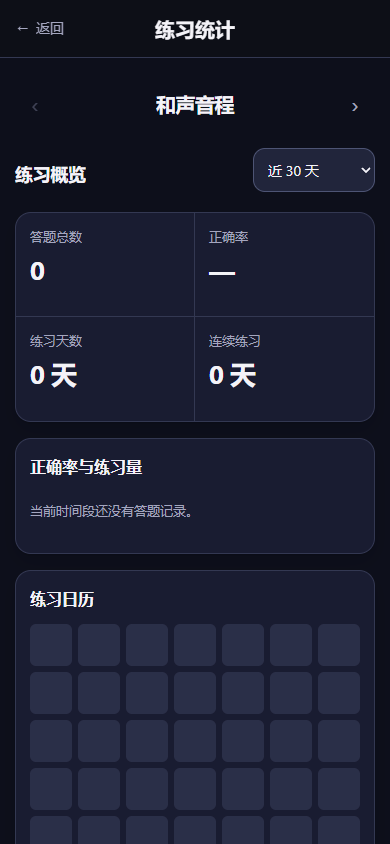 ← 返回
练习统计
‹
和声音程
›
练习概览
近 30 天
答题总数
正确率
0
—
练习天数
连续练习
0 天
0 天
正确率与练习量
当前时间段还没有答题记录。
练习日历